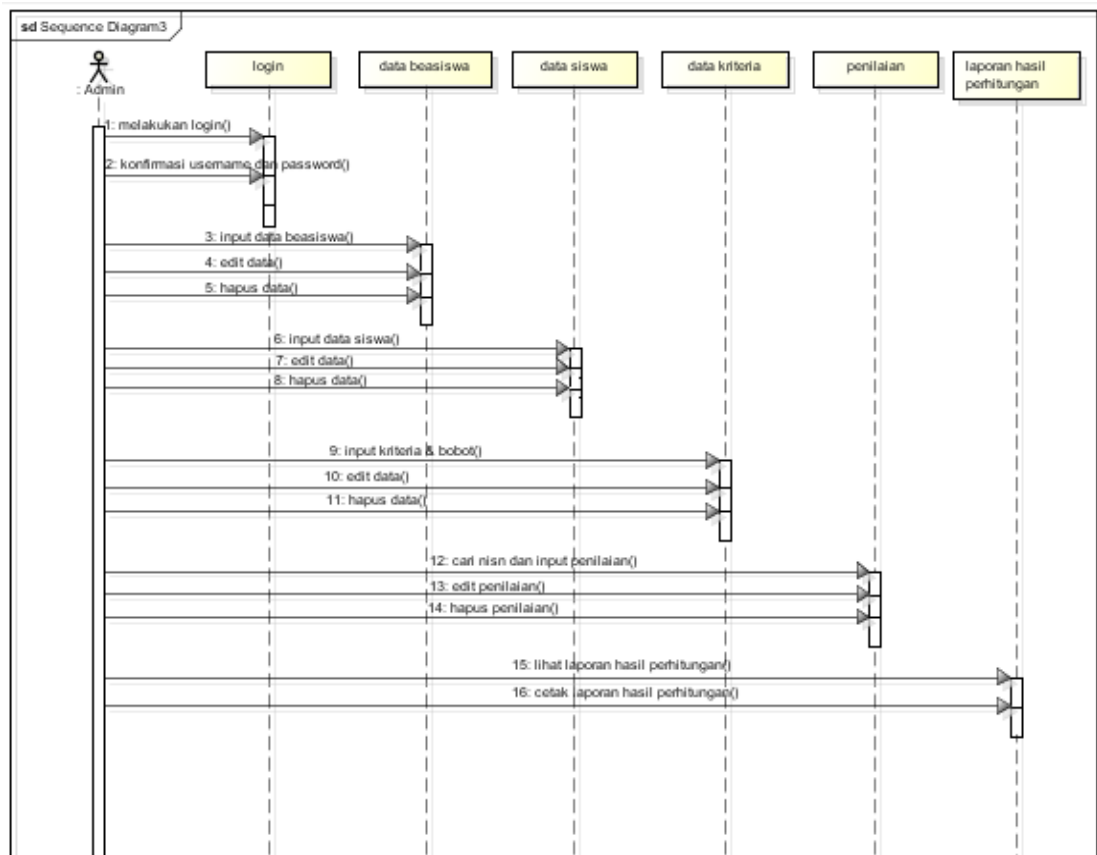 sd Sequence Diagram3
: Admin
login
data beasiswa
data siswa
data kriteria
penilaian
laporan hasil
perhitungan
1: melakukan login()
2: konfirmasi username dan password()
3: input data beasiswa()
4: edit data()
5: hapus data()
6: input data siswa()
7: edit data()
8: hapus data()
9: input kriteria & bobot()
10: edit data()
11: hapus data()
12: cari nisn dan input penilaian()
13: edit penilaian()
14: hapus penilaian()
15: lihat laporan hasil perhitungan()
16: cetak laporan hasil perhitungan()